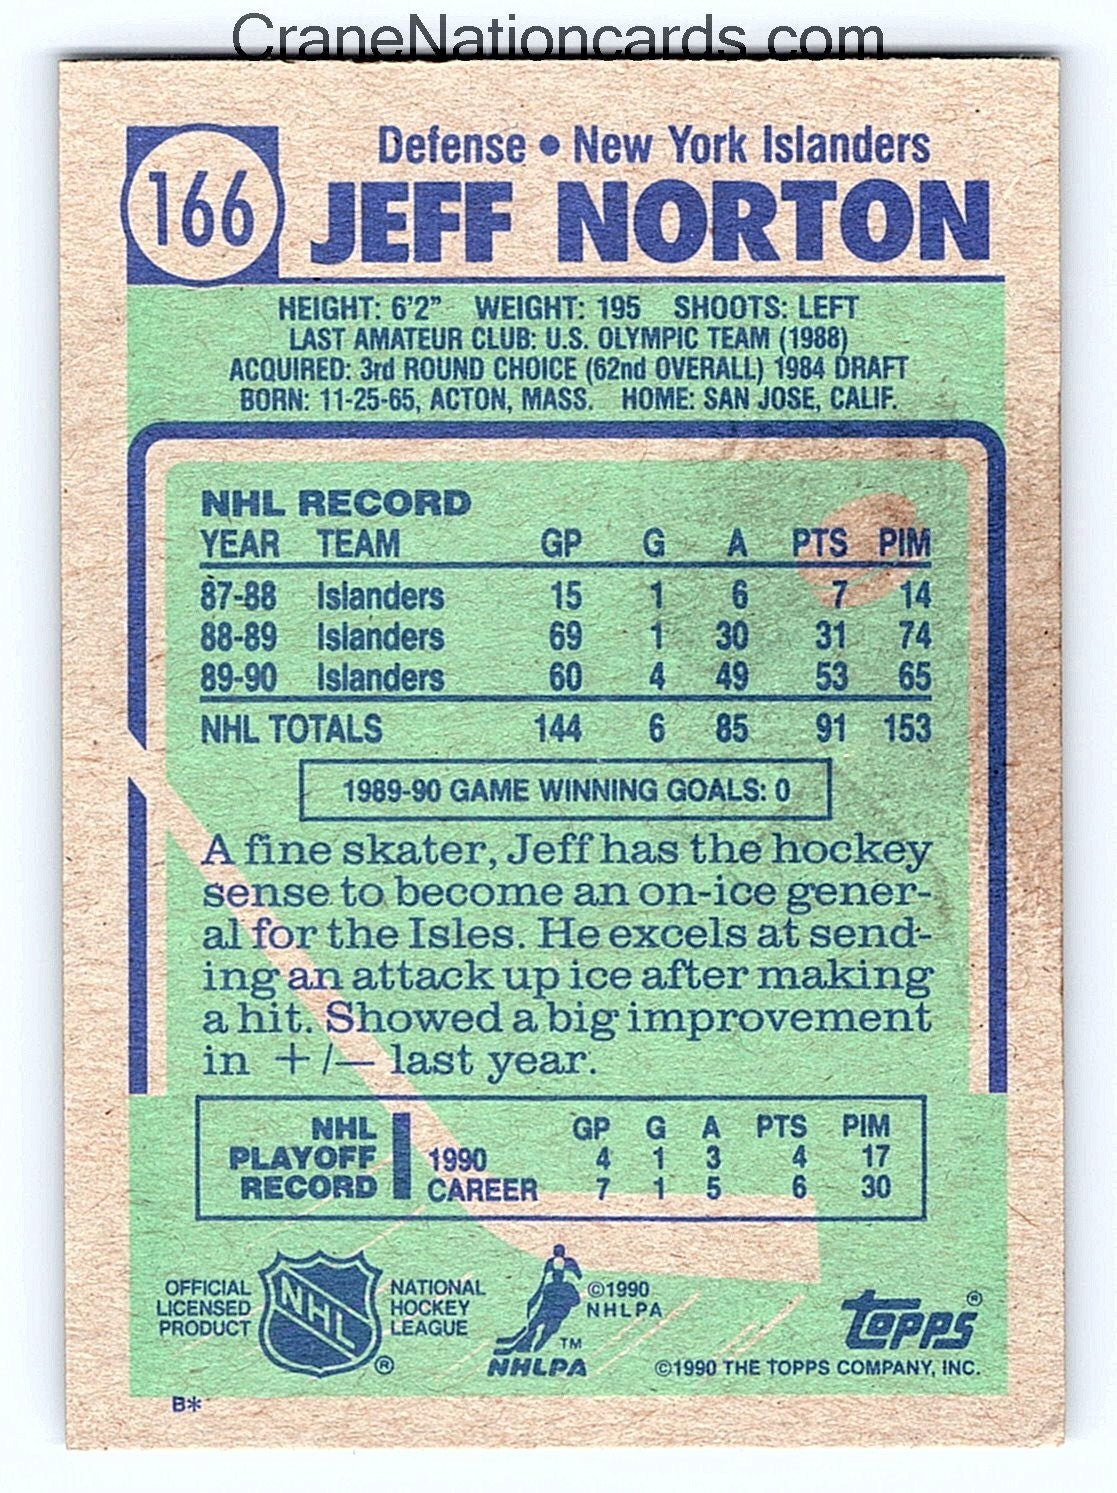 CraneNationcards.com
166
Defense • New York Islanders
JEFF NORTON
HEIGHT: 6'2" WEIGHT: 195 SHOOTS: LEFT
LAST AMATEUR CLUB: U.S. OLYMPIC TEAM (1988)
ACQUIRED: 3rd ROUND CHOICE (62nd OVERALL) 1984 DRAFT
BORN: 11-25-65, ACTON, MASS. HOME: SAN JOSE, CALIF.
NHL RECORD
YEAR TEAM GP G A PTS PIM
87-88 Islanders 15 1 6 7 14
88-89 Islanders 69 1 30 31 74
89-90 Islanders 60 4 49 53 65
NHL TOTALS 144 6 85 91 153
1989-90 GAME WINNING GOALS: 0
A fine skater, Jeff has the hockey
sense to become an on-ice gener-
al for the Isles. He excels at send-
ing an attack up ice after making
a hit. Showed a big improvement
in +/— last year.
NHL PLAYOFF RECORD
GP G A PTS PIM
1990 4 1 3 4 17
CAREER 7 1 5 6 30
OFFICIAL
LICENSED
PRODUCT
NHL
®
NATIONAL
HOCKEY
LEAGUE
TM
NHLPA
©1990
NHLPA
topps®
©1990 THE TOPPS COMPANY, INC.
B*